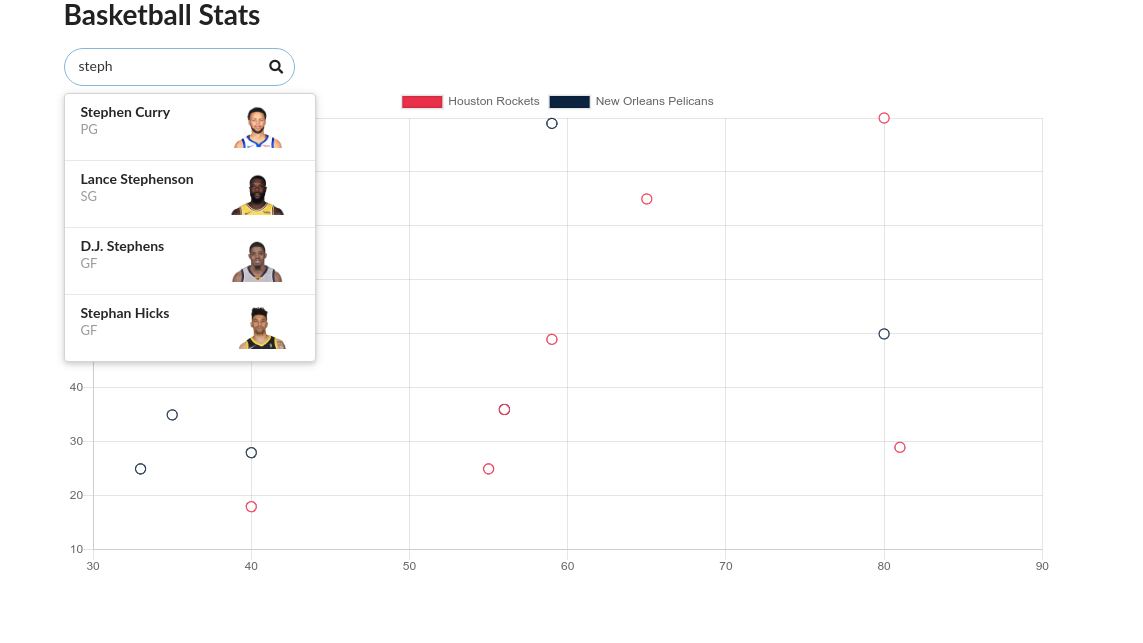 Basketball Stats
steph
Stephen Curry
PG
Lance Stephenson
SG
D.J. Stephens
GF
Stephan Hicks
GF
Houston Rockets
New Orleans Pelicans
40
30
20
10
30 40 50 60 70 80 90